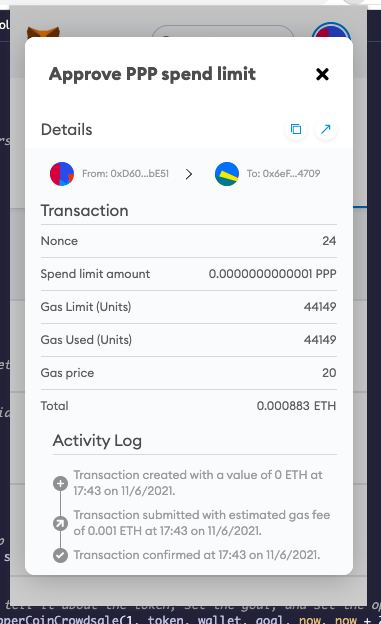 ol
Approve PPP spend limit
Details
From: 0xD60...bE51 To: 0x6eF...4709
Transaction
Nonce 24
Spend limit amount 0.0000000000001 PPP
Gas Limit (Units) 44149
Gas Used (Units) 44149
Gas price 20
Total 0.000883 ETH
Activity Log
Transaction created with a value of 0 ETH at
17:43 on 11/6/2021.
Transaction submitted with estimated gas fee
of 0.001 ETH at 17:43 on 11/6/2021.
Transaction confirmed at 17:43 on 11/6/2021.
tell it about the token, set the goal, and set the op
pperCoinCrowdsale(1, token, wallet, goal, now, now + 2